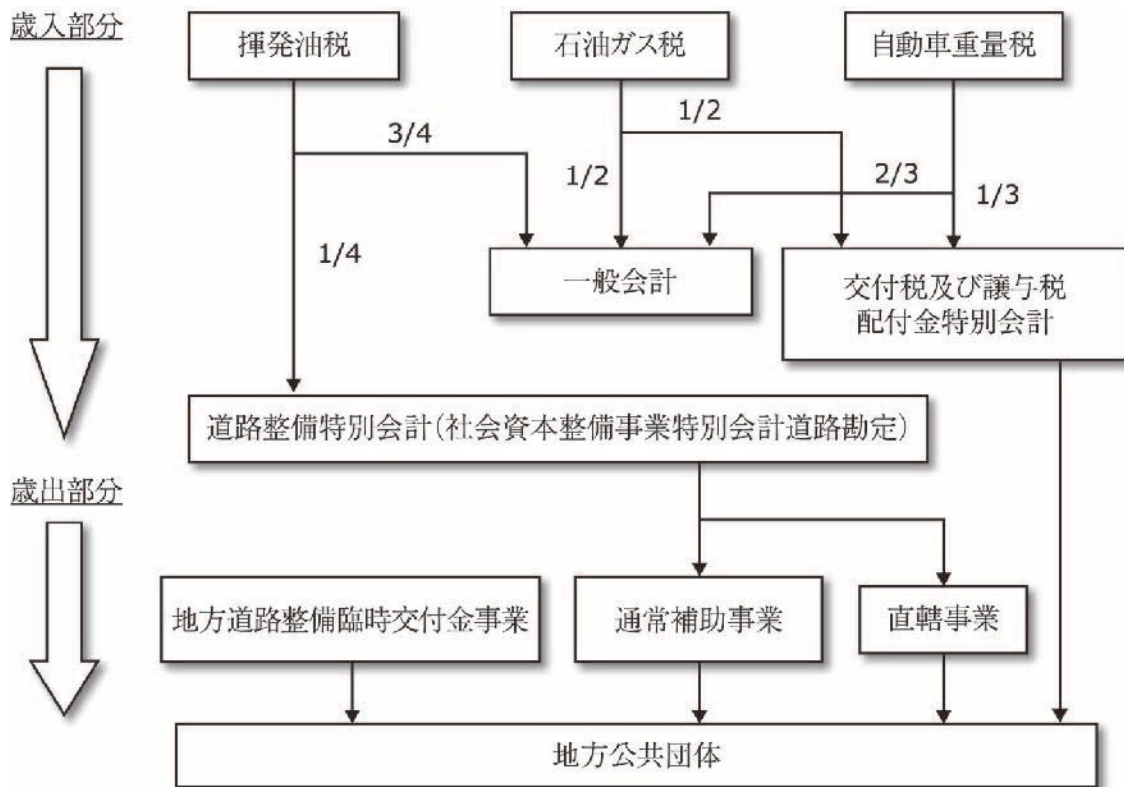 歳入部分
揮発油税
石油ガス税
自動車重量税
3/4
1/2
1/2
2/3
1/3
1/4
一般会計
交付税及び譲与税
配付金特別会計
道路整備特別会計(社会資本整備事業特別会計道路勘定)
歳出部分
地方道路整備臨時交付金事業
通常補助事業
直轄事業
地方公共団体